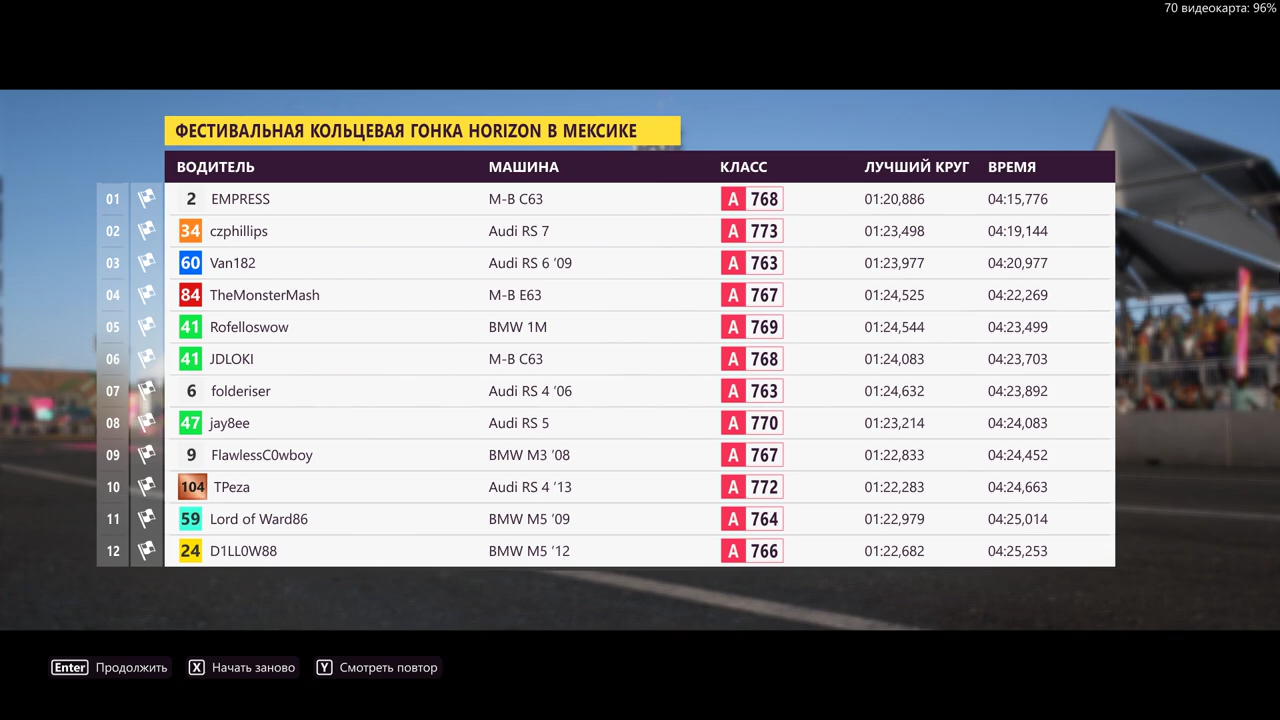 70 видеокарта: 96%
ФЕСТИВАЛЬНАЯ КОЛЬЦЕВАЯ ГОНКА HORIZON В МЕКСИКЕ
ВОДИТЕЛЬ МАШИНА КЛАСС ЛУЧШИЙ КРУГ ВРЕМЯ
01 2 EMPRESS M-B C63 A 768 01:20,886 04:15,776
02 34 czphillips Audi RS 7 A 773 01:23,498 04:19,144
03 60 Van182 Audi RS 6 ’09 A 763 01:23,977 04:20,977
04 84 TheMonsterMash M-B E63 A 767 01:24,525 04:22,269
05 41 Rofelloswow BMW 1M A 769 01:24,544 04:23,499
06 41 JDLOKI M-B C63 A 768 01:24,083 04:23,703
07 6 folderiser Audi RS 4 ’06 A 763 01:24,632 04:23,892
08 47 jay8ee Audi RS 5 A 770 01:23,214 04:24,083
09 9 FlawlessC0wboy BMW M3 ’08 A 767 01:22,833 04:24,452
10 104 TPeza Audi RS 4 ’13 A 772 01:22,283 04:24,663
11 59 Lord of Ward86 BMW M5 ’09 A 764 01:22,979 04:25,014
12 24 D1LL0W88 BMW M5 ’12 A 766 01:22,682 04:25,253
Enter Продолжить X Начать заново Y Смотреть повтор